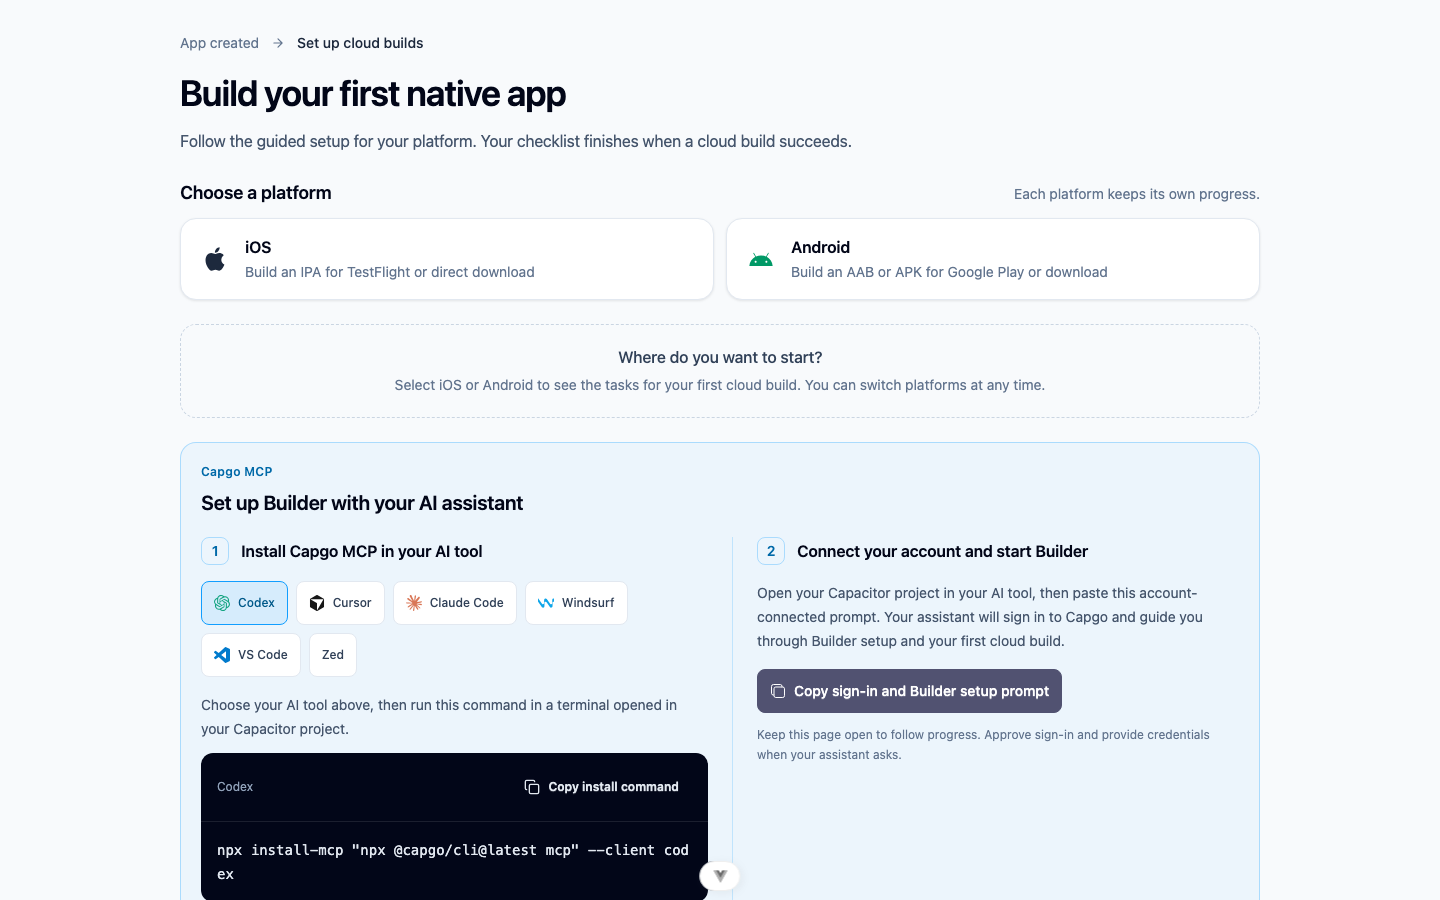 App created → Set up cloud builds
Build your first native app
Follow the guided setup for your platform. Your checklist finishes when a cloud build succeeds.
Choose a platform
Each platform keeps its own progress.
iOS
Build an IPA for TestFlight or direct download
Android
Build an AAB or APK for Google Play or download
Where do you want to start?
Select iOS or Android to see the tasks for your first cloud build. You can switch platforms at any time.
Capgo MCP
Set up Builder with your AI assistant
1 Install Capgo MCP in your AI tool
Codex
Cursor
Claude Code
Windsurf
VS Code
Zed
Choose your AI tool above, then run this command in a terminal opened in
your Capacitor project.
Codex
Copy install command
npx install-mcp "npx @capgo/cli@latest mcp" --client cod
ex
2 Connect your account and start Builder
Open your Capacitor project in your AI tool, then paste this account-
connected prompt. Your assistant will sign in to Capgo and guide you
through Builder setup and your first cloud build.
Copy sign-in and Builder setup prompt
Keep this page open to follow progress. Approve sign-in and provide credentials
when your assistant asks.